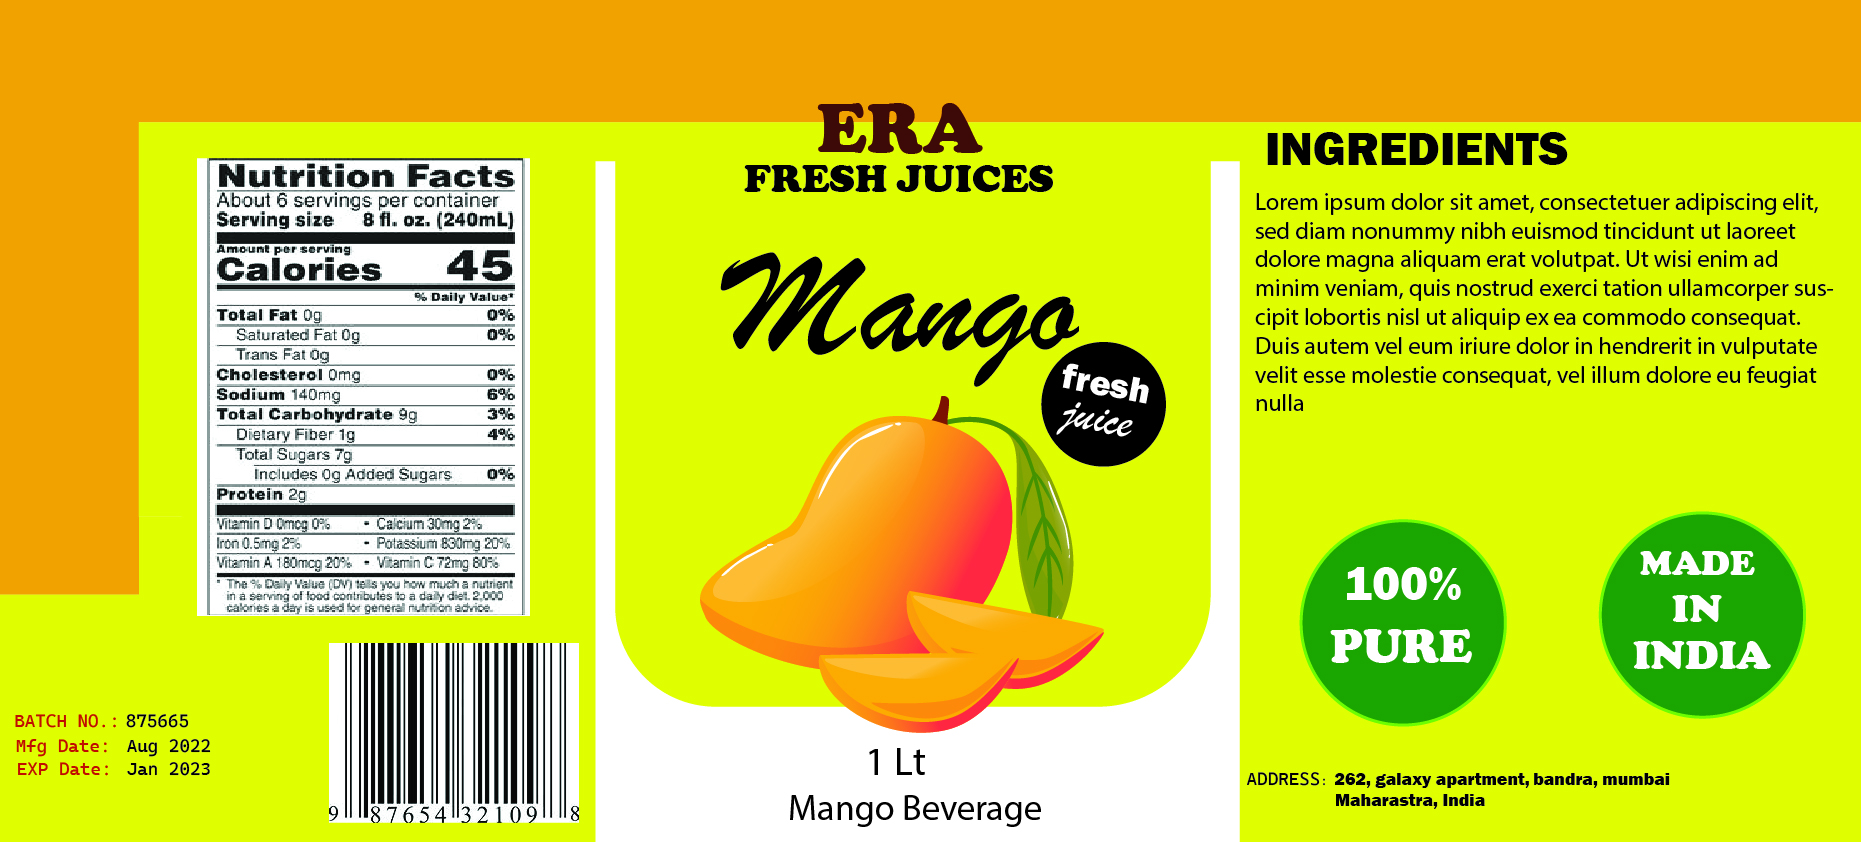 Nutrition Facts
About 6 servings per container
Serving size 8 fl. oz. (240mL)
Amount per serving
Calories 45
% Daily Value*
Total Fat 0g 0%
Saturated Fat 0g 0%
Trans Fat 0g
Cholesterol 0mg 0%
Sodium 140mg 6%
Total Carbohydrate 9g 3%
Dietary Fiber 1g 4%
Total Sugars 7g
Includes 0g Added Sugars 0%
Protein 2g
Vitamin D 0mcg 0% • Calcium 30mg 2%
Iron 0.5mg 2% • Potassium 830mg 20%
Vitamin A 180mcg 20% • Vitamin C 72mg 80%
* The % Daily Value (DV) tells you how much a nutrient
in a serving of food contributes to a daily diet. 2,000
calories a day is used for general nutrition advice.
BATCH NO.: 875665
Mfg Date: Aug 2022
EXP Date: Jan 2023
9 87654 32109 8
ERA
FRESH JUICES
Mango
fresh
juice
1 Lt
Mango Beverage
INGREDIENTS
Lorem ipsum dolor sit amet, consectetuer adipiscing elit,
sed diam nonummy nibh euismod tincidunt ut laoreet
dolore magna aliquam erat volutpat. Ut wisi enim ad
minim veniam, quis nostrud exerci tation ullamcorper sus-
cipit lobortis nisl ut aliquip ex ea commodo consequat.
Duis autem vel eum iriure dolor in hendrerit in vulputate
velit esse molestie consequat, vel illum dolore eu feugiat
nulla
100%
PURE
MADE
IN
INDIA
ADDRESS: 262, galaxy apartment, bandra, mumbai
Maharastra, India